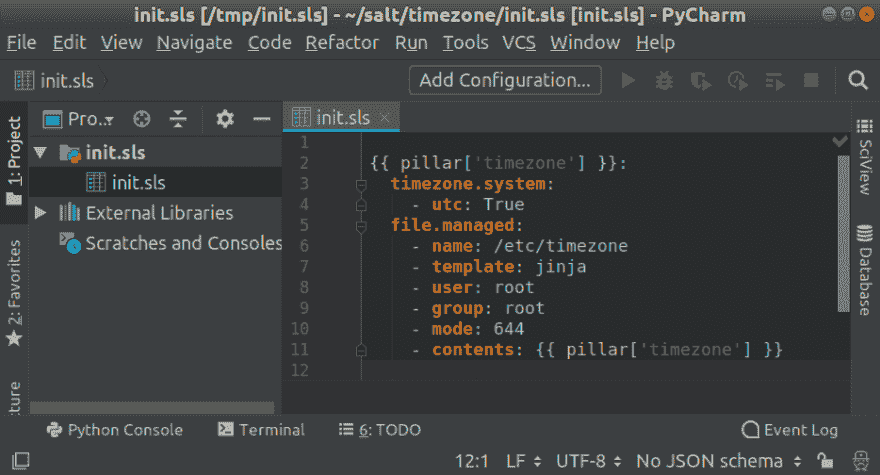 init.sls [/tmp/init.sls] - ~/salt/timezone/init.sls [init.sls] - PyCharm
File Edit View Navigate Code Refactor Run Tools VCS Window Help
init.sls
Add Configuration...
1: Project
Pro..
init.sls
init.sls
init.sls
External Libraries
Scratches and Consoles
2: Favorites
cture
1
2 {{ pillar['timezone'] }}:
3 timezone.system:
4 - utc: True
5 file.managed:
6 - name: /etc/timezone
7 - template: jinja
8 - user: root
9 - group: root
10 - mode: 644
11 - contents: {{ pillar['timezone'] }}
12
SciView
Database
Python Console Terminal 6: TODO Event Log
12:1 LF UTF-8 No JSON schema